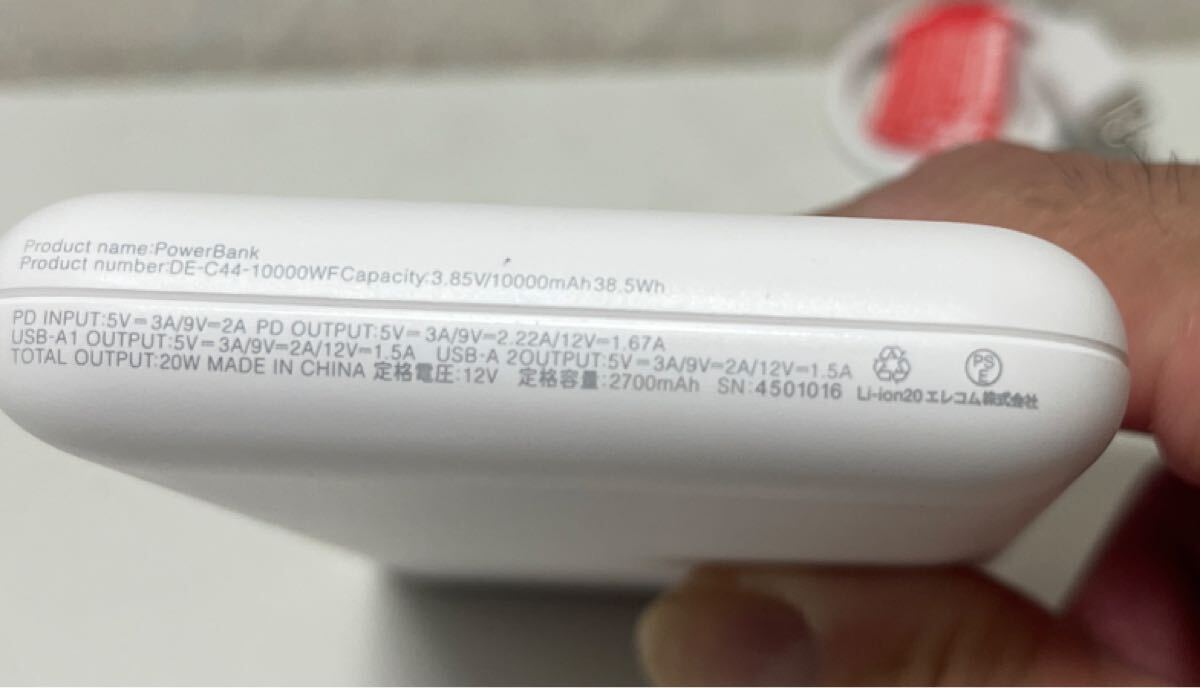 Product name:PowerBank
Product number:DE-C44-10000WFCapacity:3.85V/10000mAh38.5Wh
PD INPUT:5V⎓3A/9V⎓2A PD OUTPUT:5V⎓3A/9V⎓2.22A/12V⎓1.67A
USB-A1 OUTPUT:5V⎓3A/9V⎓2A/12V⎓1.5A USB-A 2OUTPUT:5V⎓3A/9V⎓2A/12V⎓1.5A
TOTAL OUTPUT:20W MADE IN CHINA 定格電圧:12V 定格容量:2700mAh SN:4501016 Li-ion20 エレコム株式会社
PSE